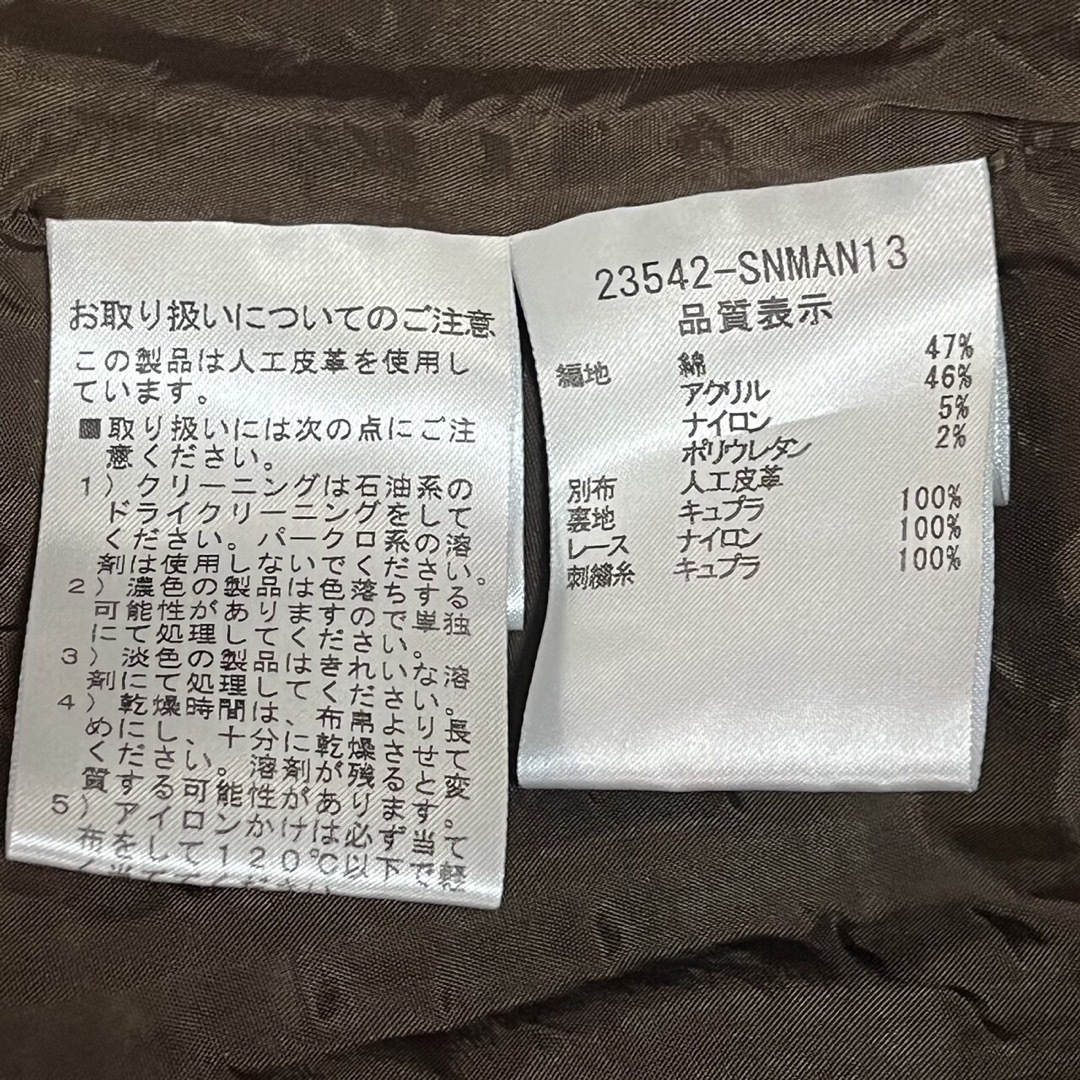 お取り扱いについてのご注意
この製品は人工皮革を使用し
ています。
■取り扱いには次の点にご注
意ください。
1）クリーニングは石油系の
ドライクリーニングをして
ください。パークロ系の溶
剤は使用しないでください。
2）濃色の製品は色落ちする
可能性がありますので単独
にて処理してください。
3）淡色の製品はきれいな溶
剤にて処理してください。
4）乾燥時間は、布帛より長
めにし、十分に乾燥させて
ください。溶剤が残ると変
質する可能性があります。
5）アイロンかけは必ず当て
布をして120℃以下で軽
23542-SNMAN13
品質表示
編地 綿 47%
アクリル 46%
ナイロン 5%
ポリウレタン 2%
別布 人工皮革
裏地 キュプラ 100%
レース ナイロン 100%
刺繍糸 キュプラ 100%